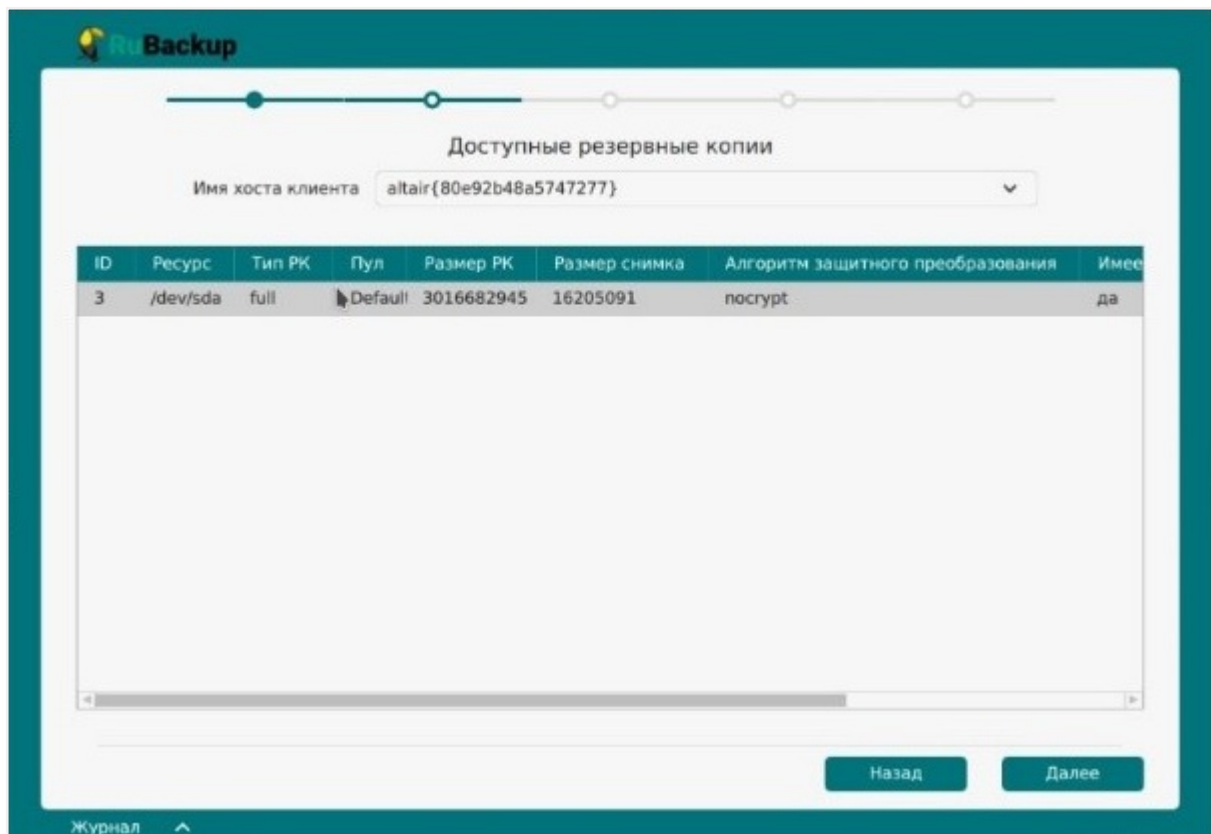 RuBackup
Доступные резервные копии
Имя хоста клиента altair{80e92b48a5747277}
ID Ресурс Тип РК Пул Размер РК Размер снимка Алгоритм защитного преобразования Имее
3 /dev/sda full Defaul 3016682945 16205091 nocrypt да
Назад Далее
Журнал